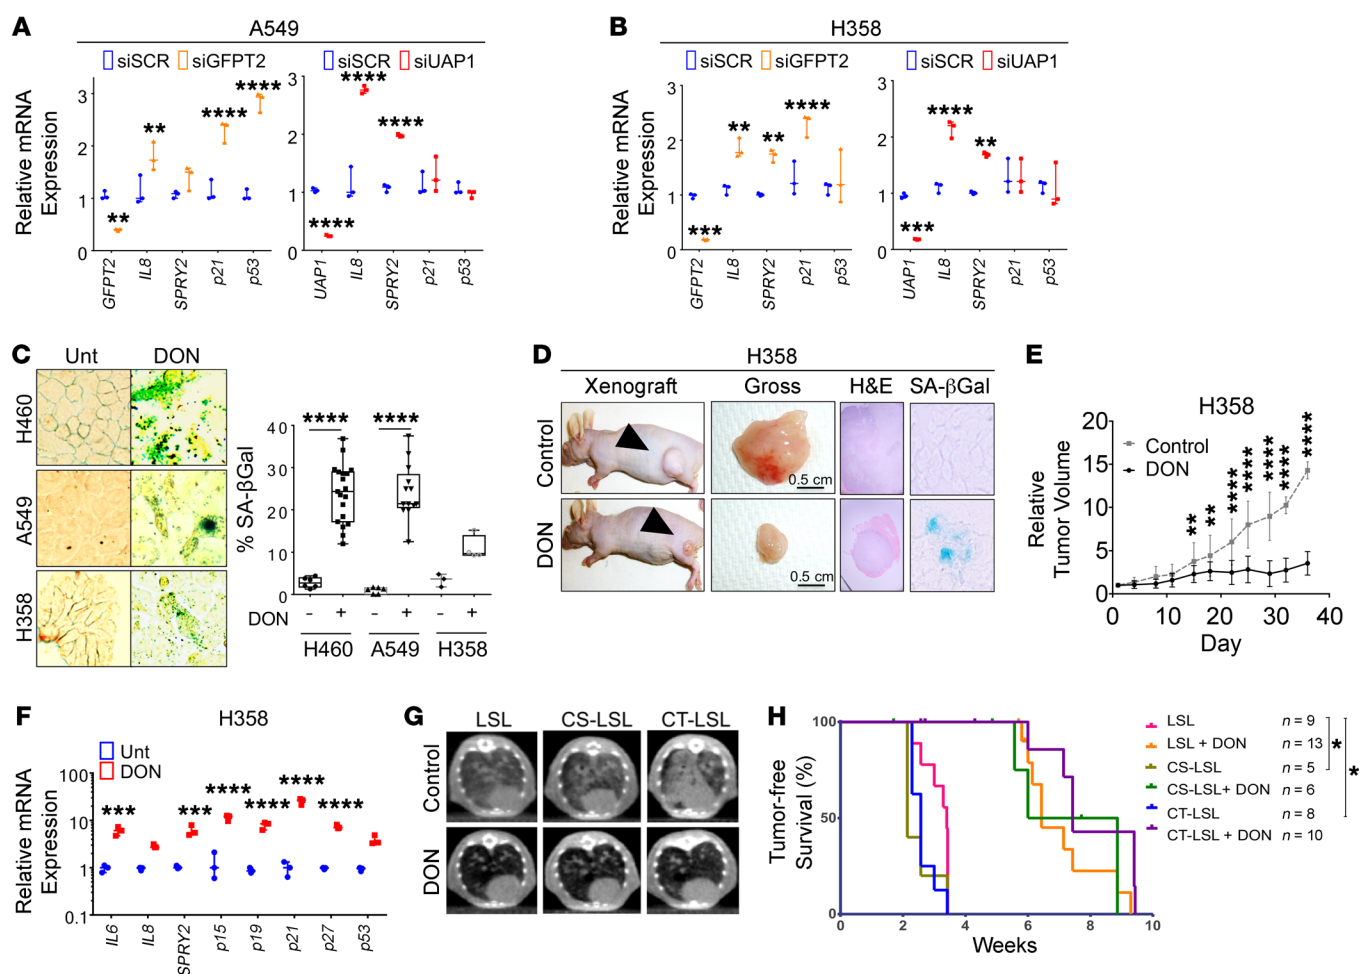 A
A549
siSCR siGFPT2
siSCR siUAP1
Relative mRNA
Expression
3
2
1
0
** ** **** ****
GFPT2 IL8 SPRY2 p21 p53
3
2
1
0
**** **** ****
UAP1 IL8 SPRY2 p21 p53
B
H358
siSCR siGFPT2
siSCR siUAP1
Relative mRNA
Expression
3
2
1
0
*** ** ** ****
GFPT2 IL8 SPRY2 p21 p53
3
2
1
0
*** **** **
UAP1 IL8 SPRY2 p21 p53
C
Unt DON
H460
A549
H358
% SA-βGal
40
30
20
10
0
**** ****
DON - + - + - +
H460 A549 H358
D
H358
Xenograft Gross H&E SA-βGal
Control
0.5 cm
DON
0.5 cm
E
H358
Control
DON
Relative
Tumor Volume
20
15
10
5
0
** ** **** **** **** **** ****
0 10 20 30 40
Day
F
H358
Unt
DON
Relative mRNA
Expression
100
10
1
0.1
*** *** **** **** **** ****
IL6 IL8 SPRY2 p15 p19 p21 p27 p53
G
LSL CS-LSL CT-LSL
Control
DON
H
Tumor-free
Survival (%)
100
50
0
0 2 4 6 8 10
Weeks
LSL n = 9
LSL + DON n = 13
CS-LSL n = 5
CS-LSL+ DON n = 6
CT-LSL n = 8
CT-LSL + DON n = 10
*
*